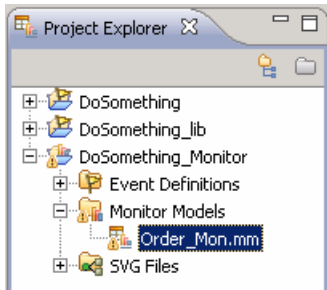 Project Explorer
DoSomething
DoSomething_lib
DoSomething_Monitor
Event Definitions
Monitor Models
Order_Mon.mm
SVG Files